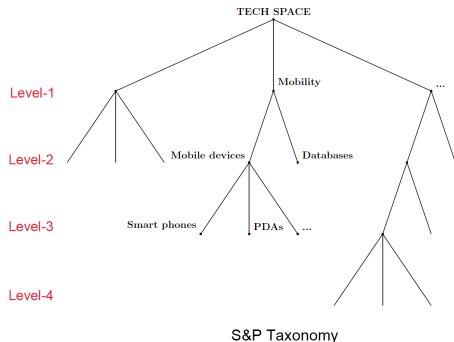 TECH SPACE
Level-1
Mobility
...
Level-2
Mobile devices
Databases
Level-3
Smart phones
PDAs
...
Level-4
S&P Taxonomy